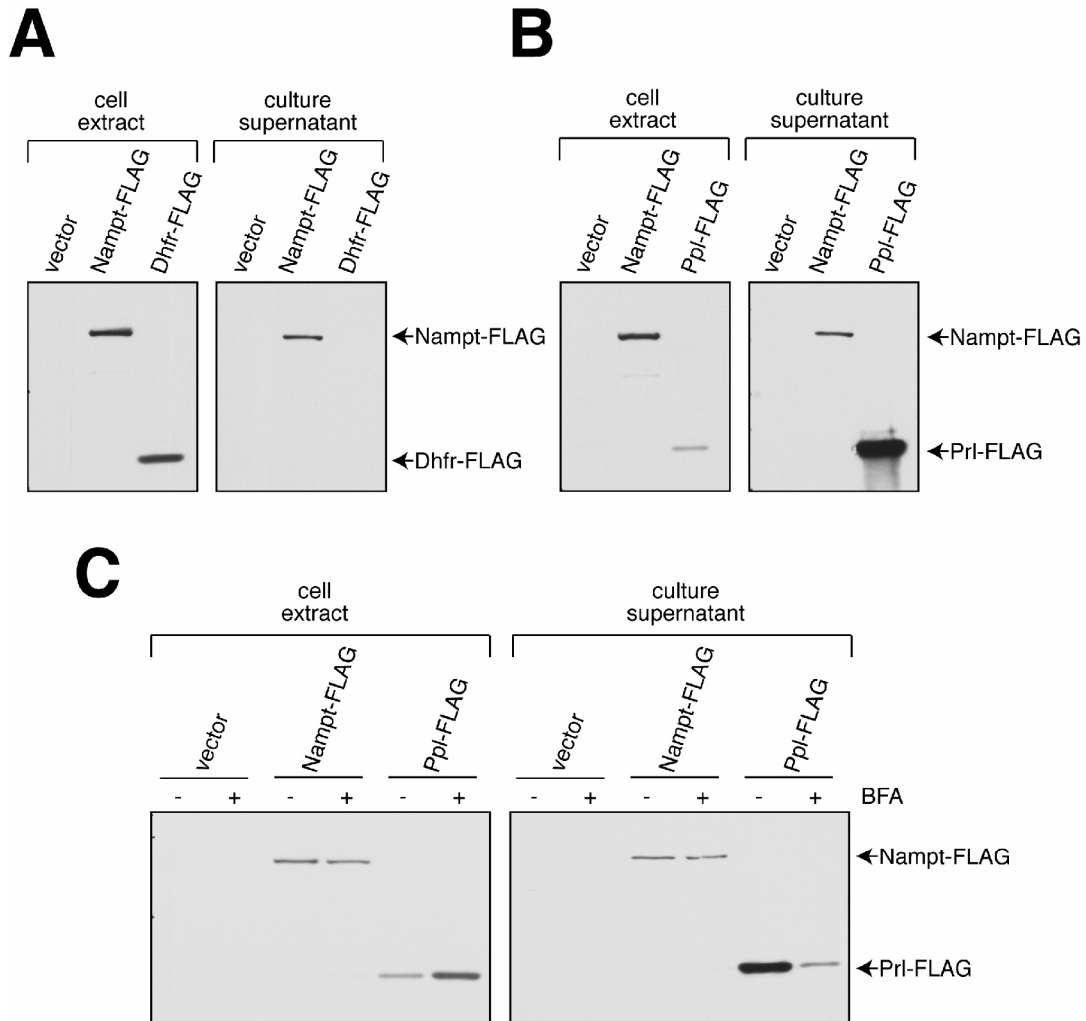 A
B
cell
extract
culture
supernatant
cell
extract
culture
supernatant
vector
Nampt-FLAG
Dhfr-FLAG
vector
Nampt-FLAG
Dhfr-FLAG
vector
Nampt-FLAG
Ppl-FLAG
vector
Nampt-FLAG
Ppl-FLAG
Nampt-FLAG
Dhfr-FLAG
Nampt-FLAG
Prl-FLAG
C
cell
extract
culture
supernatant
vector
Nampt-FLAG
Ppl-FLAG
vector
Nampt-FLAG
Ppl-FLAG
- + - + - + - + - + - + BFA
Nampt-FLAG
Prl-FLAG